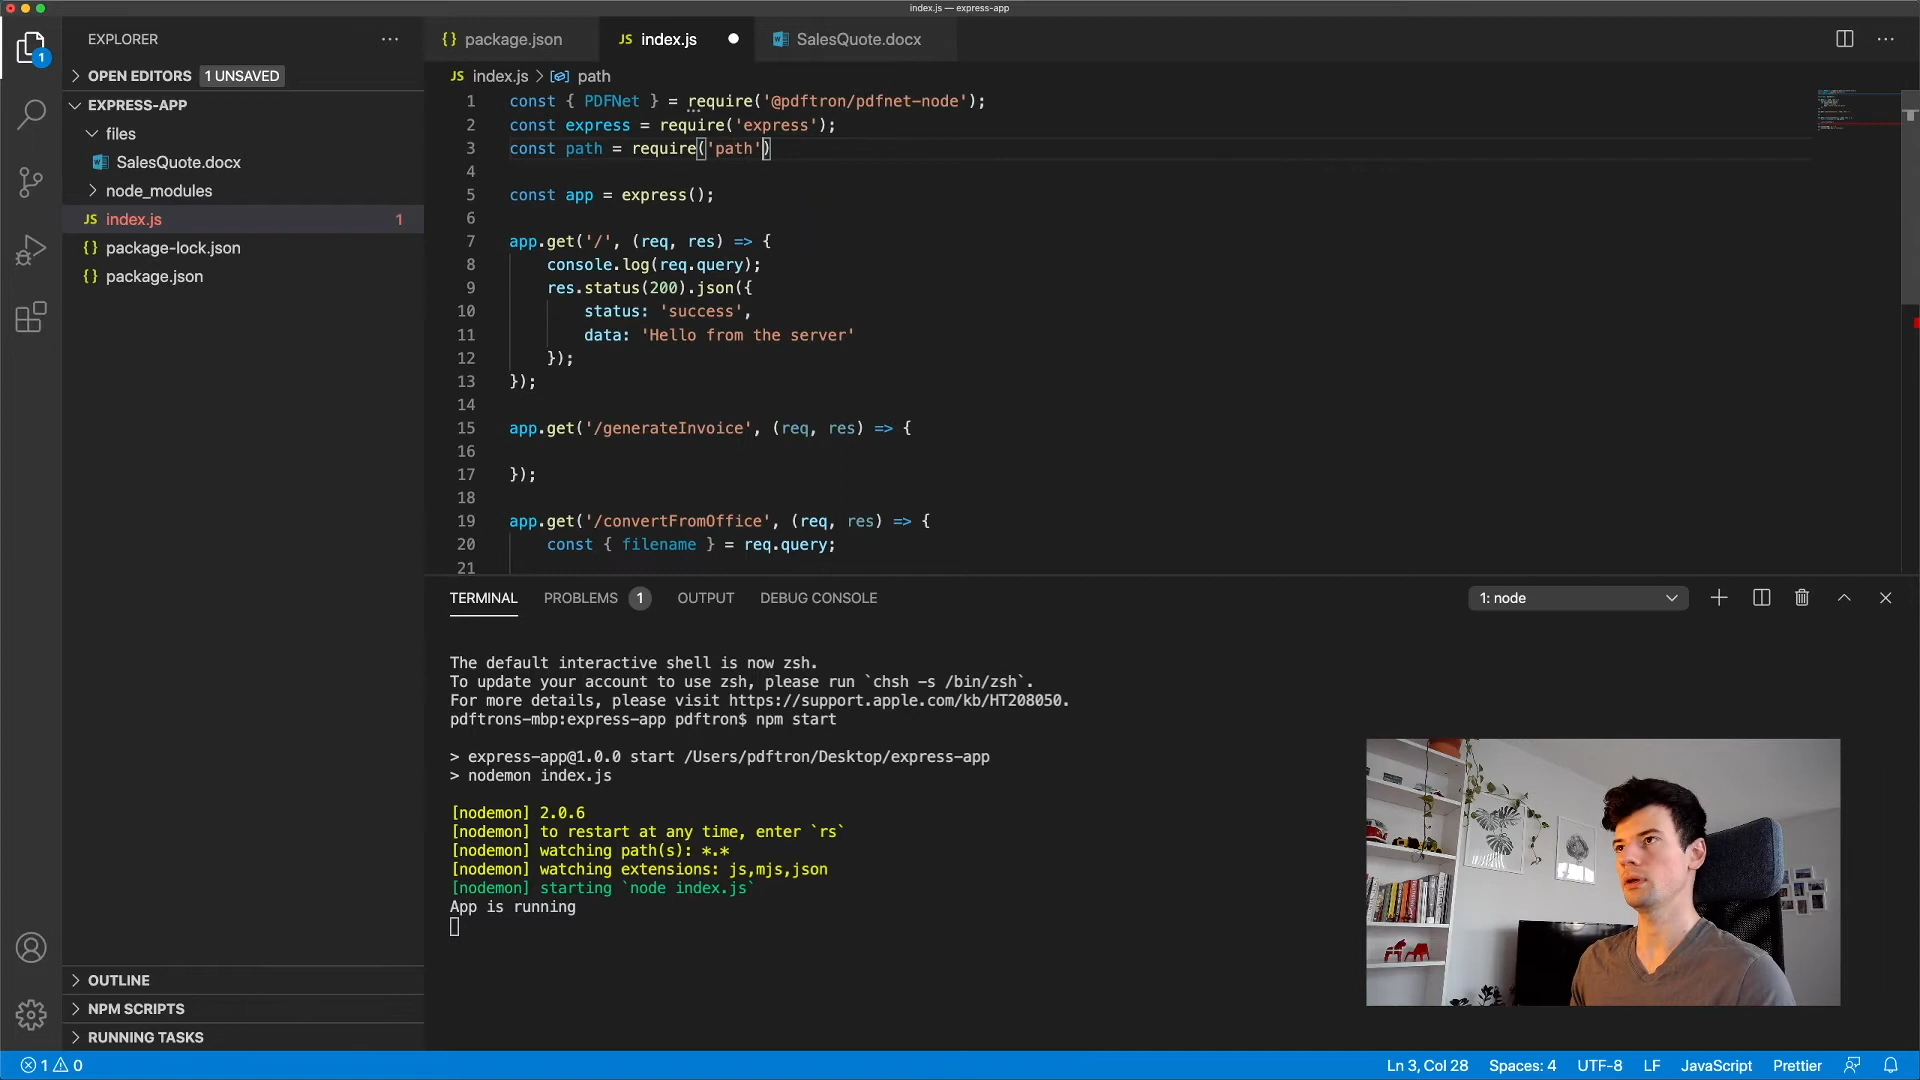 index.js — express-app
EXPLORER
OPEN EDITORS 1 UNSAVED
EXPRESS-APP
files
SalesQuote.docx
node_modules
JS index.js 1
{} package-lock.json
{} package.json
OUTLINE
NPM SCRIPTS
RUNNING TASKS
1
{} package.json
JS index.js
SalesQuote.docx
JS index.js > path
1 const { PDFNet } = require('@pdftron/pdfnet-node');
2 const express = require('express');
3 const path = require('path')
4
5 const app = express();
6
7 app.get('/', (req, res) => {
8 console.log(req.query);
9 res.status(200).json({
10 status: 'success',
11 data: 'Hello from the server'
12 });
13 });
14
15 app.get('/generateInvoice', (req, res) => {
16
17 });
18
19 app.get('/convertFromOffice', (req, res) => {
20 const { filename } = req.query;
21
TERMINAL PROBLEMS 1 OUTPUT DEBUG CONSOLE 1: node
The default interactive shell is now zsh.
To update your account to use zsh, please run `chsh -s /bin/zsh`.
For more details, please visit https://support.apple.com/kb/HT208050.
pdftrons-mbp:express-app pdftron$ npm start
> express-app@1.0.0 start /Users/pdftron/Desktop/express-app
> nodemon index.js
[nodemon] 2.0.6
[nodemon] to restart at any time, enter `rs`
[nodemon] watching path(s): *.*
[nodemon] watching extensions: js,mjs,json
[nodemon] starting `node index.js`
App is running
1 0 Ln 3, Col 28 Spaces: 4 UTF-8 LF JavaScript Prettier